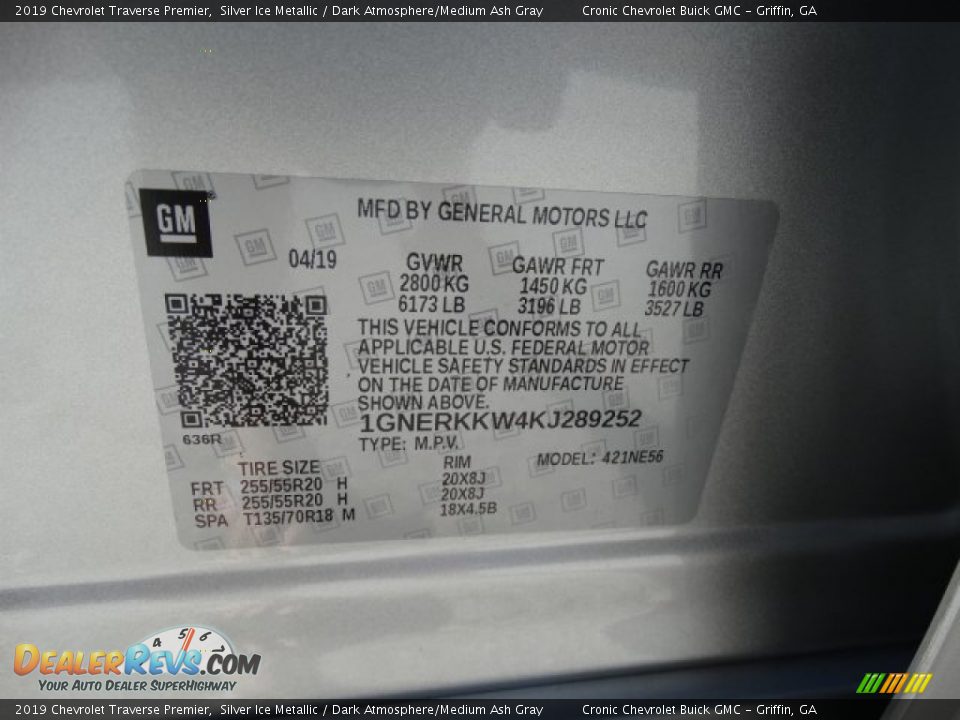 2019 Chevrolet Traverse Premier, Silver Ice Metallic / Dark Atmosphere/Medium Ash Gray Cronic Chevrolet Buick GMC - Griffin, GA
GM
MFD BY GENERAL MOTORS LLC
04/19 GVWR GAWR FRT GAWR RR
2800 KG 1450 KG 1600 KG
6173 LB 3196 LB 3527 LB
THIS VEHICLE CONFORMS TO ALL
APPLICABLE U.S. FEDERAL MOTOR
VEHICLE SAFETY STANDARDS IN EFFECT
ON THE DATE OF MANUFACTURE
SHOWN ABOVE.
1GNERKKW4KJ289252
636R
TYPE: M.P.V.
TIRE SIZE RIM MODEL: 421NE56
FRT 255/55R20 H 20X8J
RR 255/55R20 H 20X8J
SPA T135/70R18 M 18X4.5B
4 5 6 7
DEALERREVS.COM
YOUR AUTO DEALER SUPERHIGHWAY
2019 Chevrolet Traverse Premier, Silver Ice Metallic / Dark Atmosphere/Medium Ash Gray Cronic Chevrolet Buick GMC - Griffin, GA